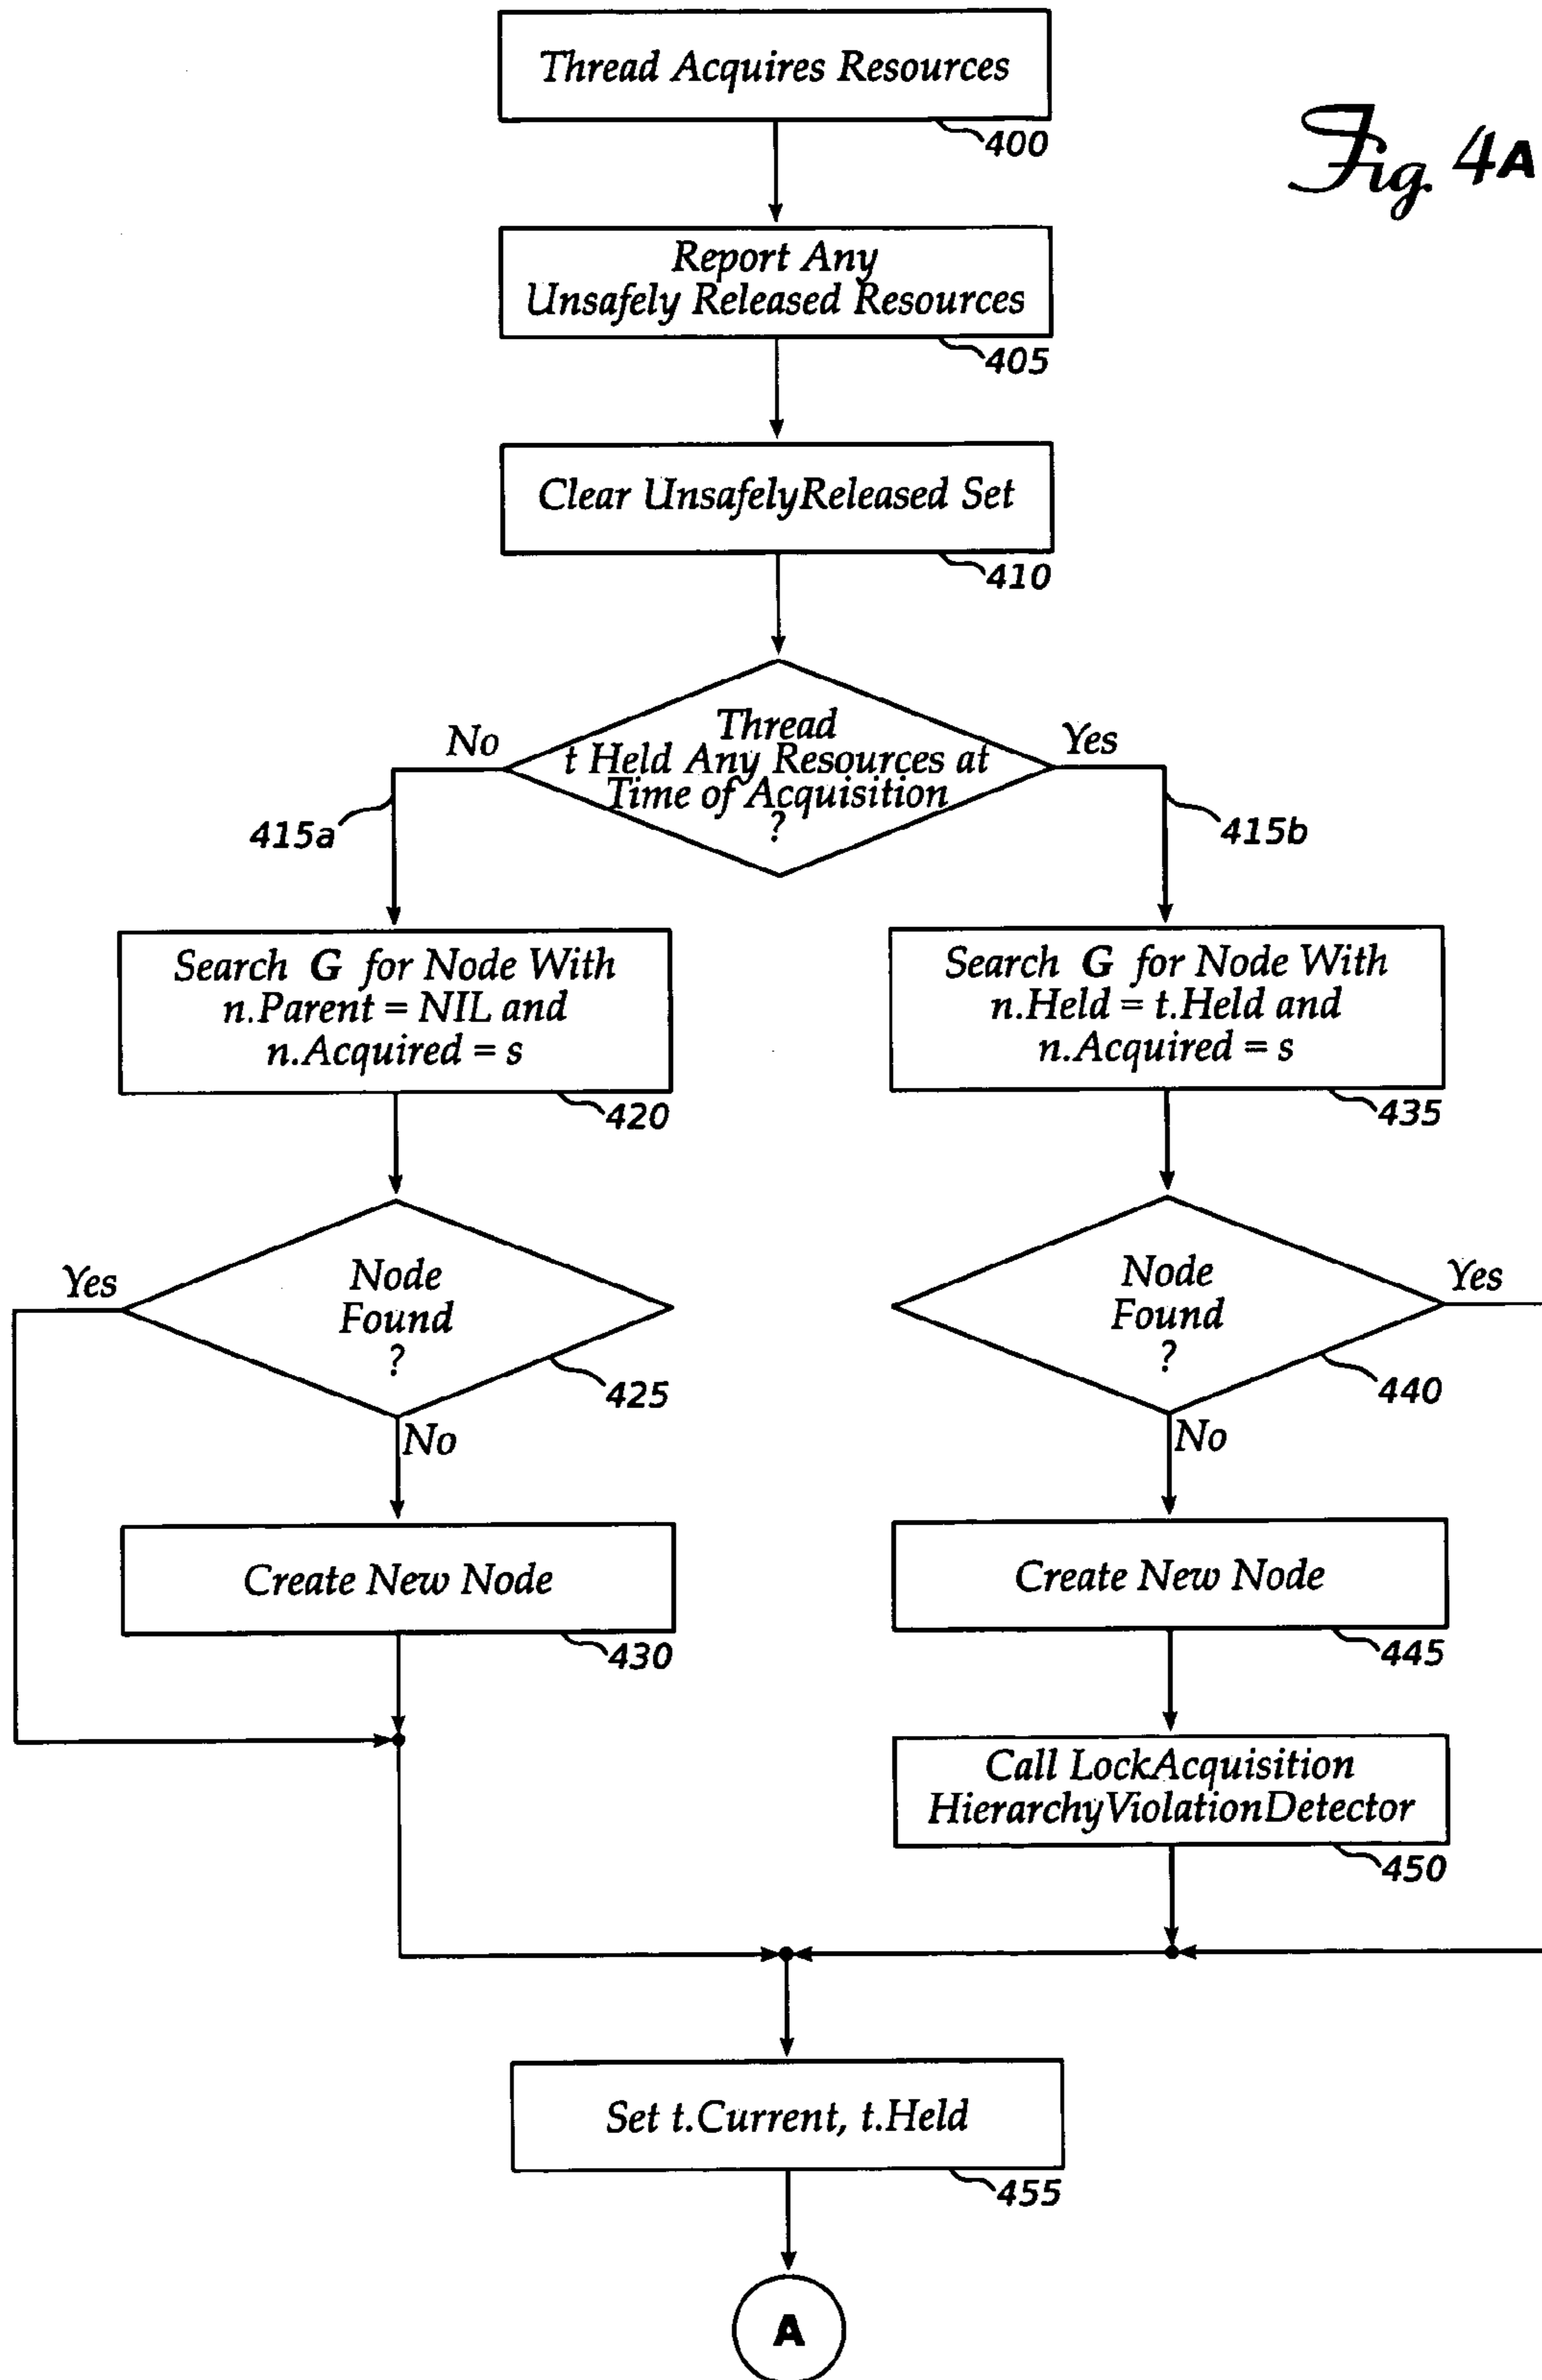 Thread Acquires Resources
400
Fig. 4A
Report Any
Unsafely Released Resources
405
Clear UnsafelyReleased Set
410
Thread
t Held Any Resources at
Time of Acquisition
?
No
Yes
415a
415b
Search G for Node With
n.Parent = NIL and
n.Acquired = s
420
Search G for Node With
n.Held = t.Held and
n.Acquired = s
435
Yes
Node
Found
?
425
No
Node
Found
?
Yes
440
No
Create New Node
430
Create New Node
445
Call LockAcquisition
HierarchyViolationDetector
450
Set t.Current, t.Held
455
A